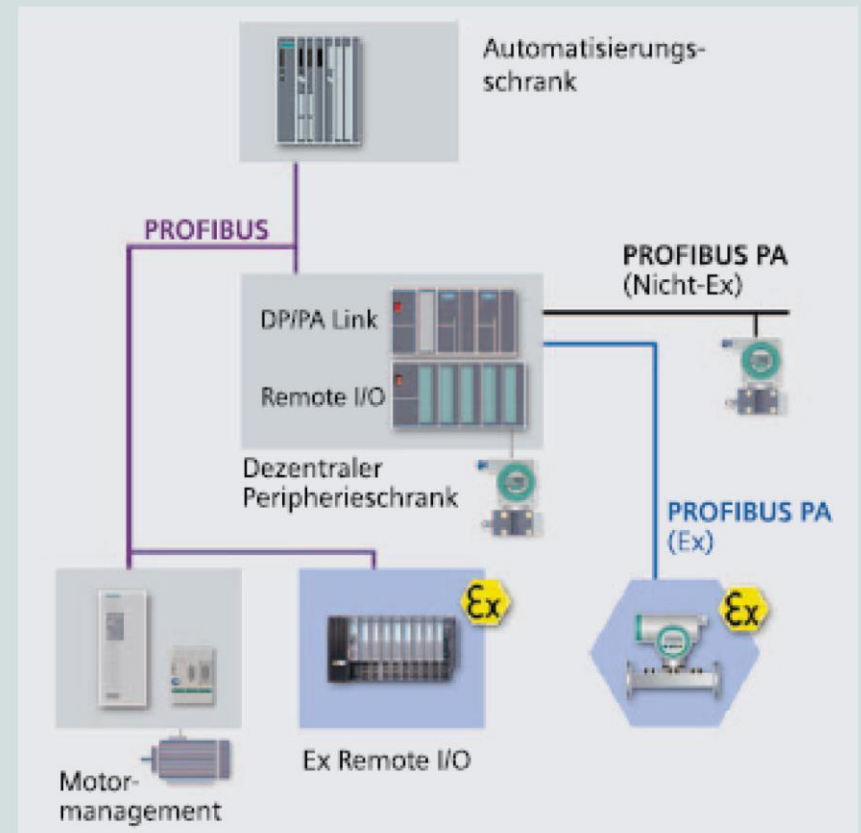 Automatisierungs-
schrank
PROFIBUS
PROFIBUS PA
(Nicht-Ex)
DP/PA Link
Remote I/O
Dezentraler
Peripherieschrank
PROFIBUS PA
(Ex)
Ex
Ex
Ex Remote I/O
Motor-
management